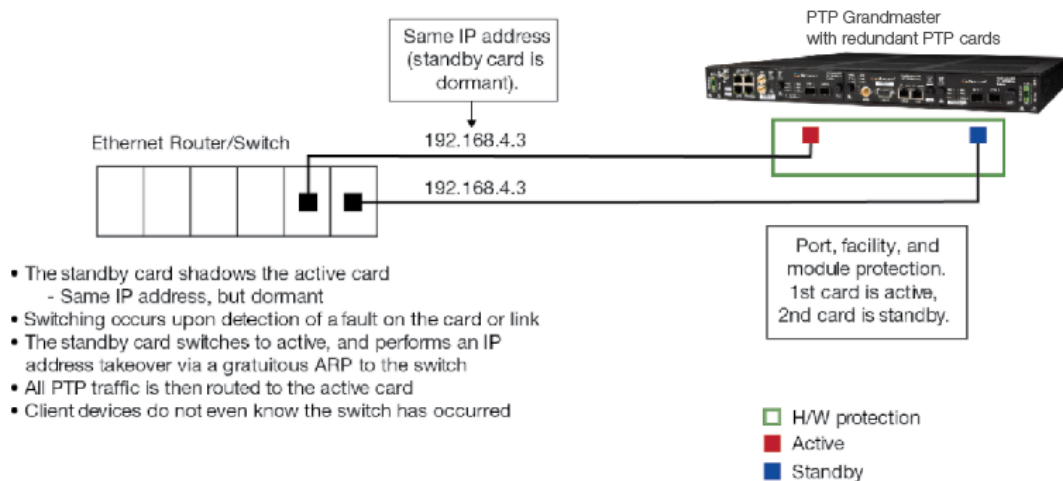 PTP Grandmaster
with redundant PTP cards
Same IP address
(standby card is
dormant).
Ethernet Router/Switch
192.168.4.3
192.168.4.3
Port, facility, and
module protection.
1st card is active,
2nd card is standby.
• The standby card shadows the active card
- Same IP address, but dormant
• Switching occurs upon detection of a fault on the card or link
• The standby card switches to active, and performs an IP
address takeover via a gratuitous ARP to the switch
• All PTP traffic is then routed to the active card
• Client devices do not even know the switch has occurred
H/W protection
Active
Standby